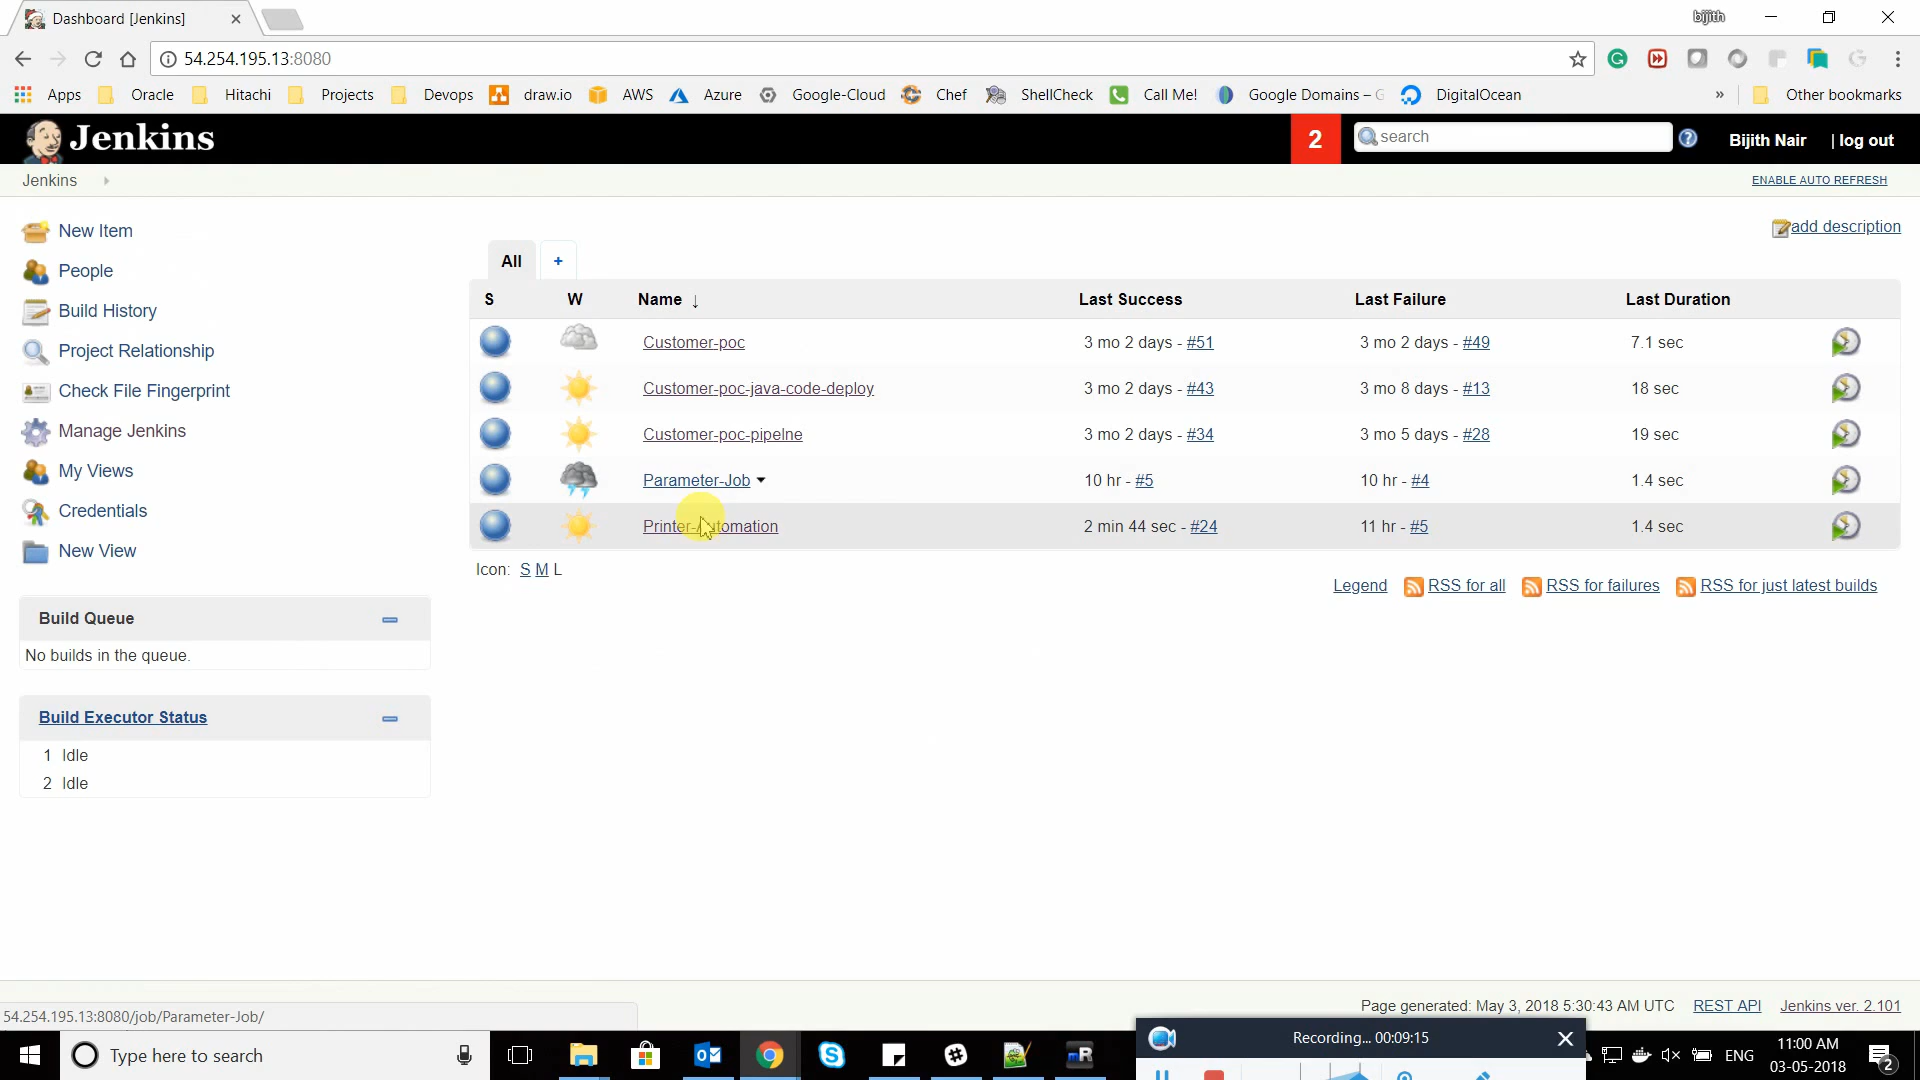 Dashboard [Jenkins]
bijith
54.254.195.13:8080
Apps Oracle Hitachi Projects Devops draw.io AWS Azure Google-Cloud Chef ShellCheck Call Me! Google Domains – G DigitalOcean » Other bookmarks
Jenkins
2 search Bijith Nair | log out
Jenkins ENABLE AUTO REFRESH
add description
New Item
People
Build History
Project Relationship
Check File Fingerprint
Manage Jenkins
My Views
Credentials
New View
All +
S W Name ↓ Last Success Last Failure Last Duration
Customer-poc 3 mo 2 days - #51 3 mo 2 days - #49 7.1 sec
Customer-poc-java-code-deploy 3 mo 2 days - #43 3 mo 8 days - #13 18 sec
Customer-poc-pipelne 3 mo 2 days - #34 3 mo 5 days - #28 19 sec
Parameter-Job 10 hr - #5 10 hr - #4 1.4 sec
Printer-Automation 2 min 44 sec - #24 11 hr - #5 1.4 sec
Icon: S M L
Legend RSS for all RSS for failures RSS for just latest builds
Build Queue
No builds in the queue.
Build Executor Status
1 Idle
2 Idle
Page generated: May 3, 2018 5:30:43 AM UTC REST API Jenkins ver. 2.101
54.254.195.13:8080/job/Parameter-Job/
Recording... 00:09:15
Type here to search
ENG
11:00 AM
03-05-2018
2